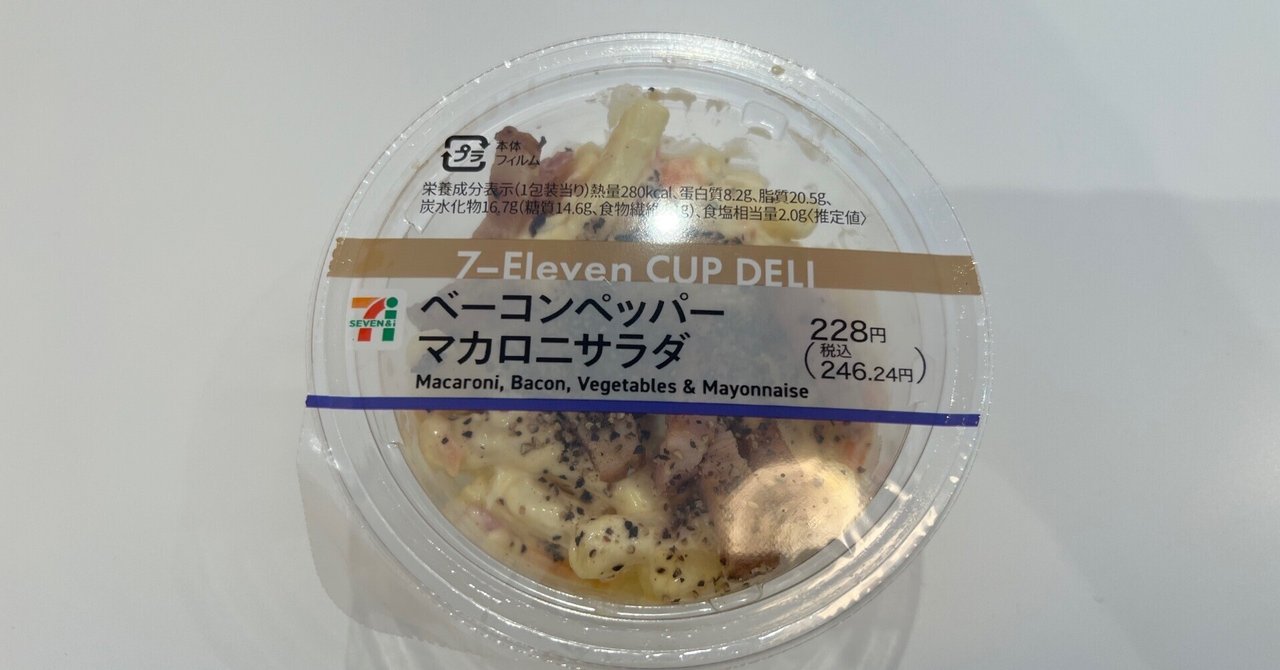 プラ
本体
フィルム
栄養成分表示(1包装当り)熱量280kcal、蛋白質8.2g、脂質20.5g、
炭水化物16.7g(糖質14.6g、食物繊維 g)、食塩相当量2.0g〈推定値〉
7-Eleven CUP DELI
SEVEN&i
ベーコンペッパー
マカロニサラダ
Macaroni, Bacon, Vegetables & Mayonnaise
228円
(税込
246.24円)